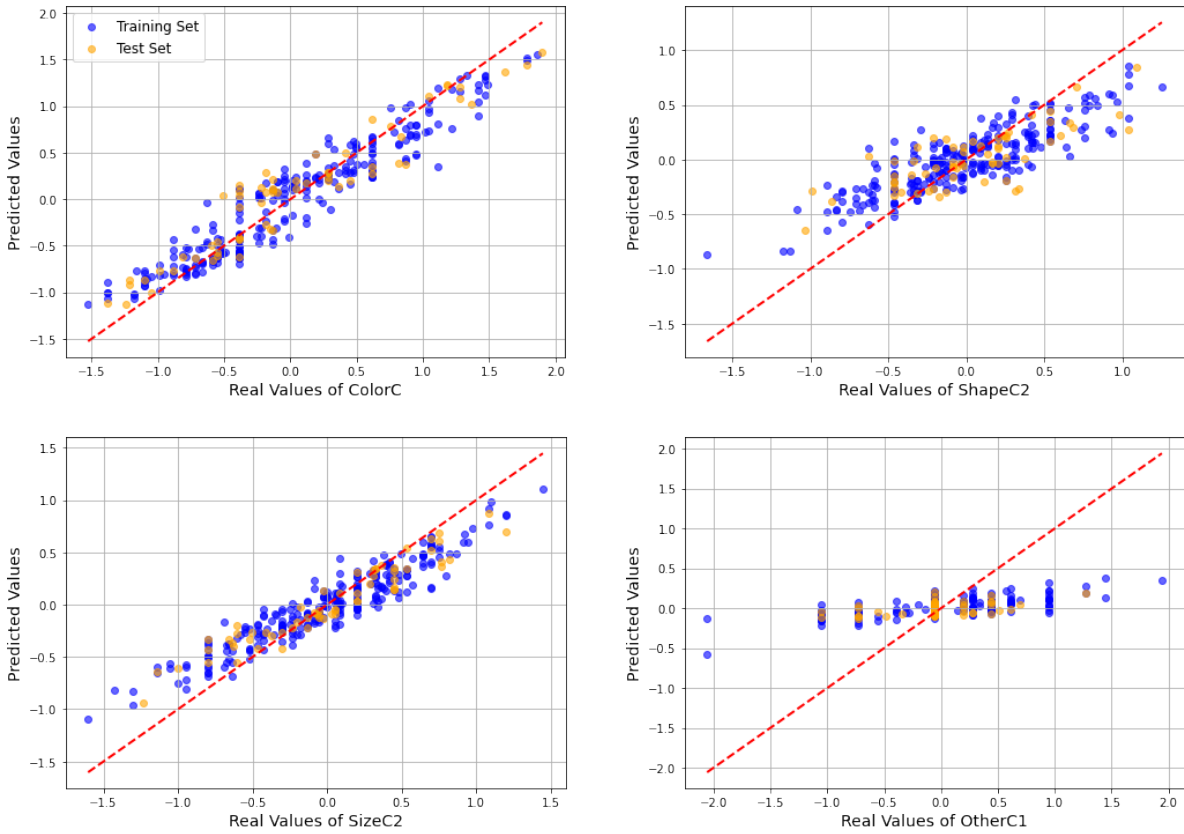 Training Set
Test Set
2.0
1.5
1.0
0.5
0.0
−0.5
−1.0
−1.5
Predicted Values
−1.5 −1.0 −0.5 0.0 0.5 1.0 1.5 2.0
Real Values of ColorC
1.0
0.5
0.0
−0.5
−1.0
−1.5
Predicted Values
−1.5 −1.0 −0.5 0.0 0.5 1.0
Real Values of ShapeC2
1.5
1.0
0.5
0.0
−0.5
−1.0
−1.5
Predicted Values
−1.5 −1.0 −0.5 0.0 0.5 1.0 1.5
Real Values of SizeC2
2.0
1.5
1.0
0.5
0.0
−0.5
−1.0
−1.5
−2.0
Predicted Values
−2.0 −1.5 −1.0 −0.5 0.0 0.5 1.0 1.5 2.0
Real Values of OtherC1